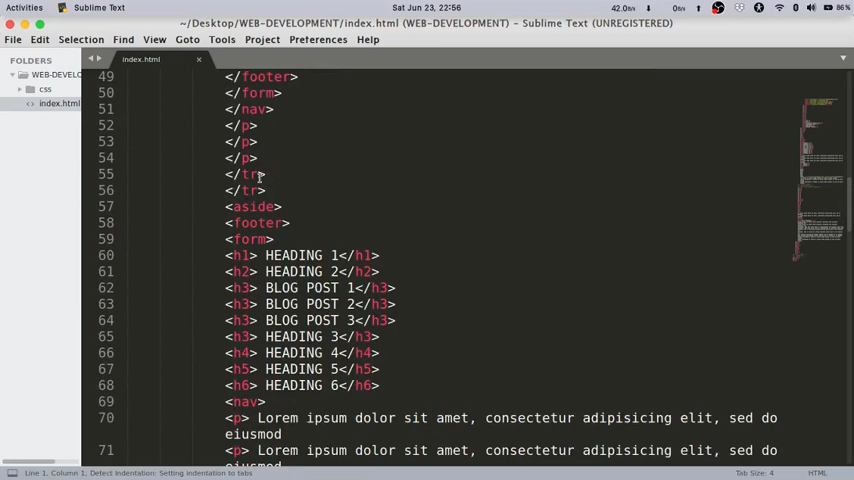 Activities
Sublime Text
Sat Jun 23, 22:56
42.0/s
0/s
86%
~/Desktop/WEB-DEVELOPMENT/index.html (WEB-DEVELOPMENT) - Sublime Text (UNREGISTERED)
File Edit Selection Find View Goto Tools Project Preferences Help
FOLDERS
WEB-DEVELOP
css
index.html
index.html ×
49 </footer>
50 </form>
51 </nav>
52 </p>
53 </p>
54 </p>
55 </tr>
56 </tr>
57 <aside>
58 <footer>
59 <form>
60 <h1> HEADING 1</h1>
61 <h2> HEADING 2</h2>
62 <h3> BLOG POST 1</h3>
63 <h3> BLOG POST 2</h3>
64 <h3> BLOG POST 3</h3>
65 <h3> HEADING 3</h3>
66 <h4> HEADING 4</h4>
67 <h5> HEADING 5</h5>
68 <h6> HEADING 6</h6>
69 <nav>
70 <p> Lorem ipsum dolor sit amet, consectetur adipisicing elit, sed do
eiusmod
71 <p> Lorem ipsum dolor sit amet, consectetur adipisicing elit, sed do
eiusmod
Line 1, Column 1; Detect Indentation: Setting indentation to tabs
Tab Size: 4
HTML